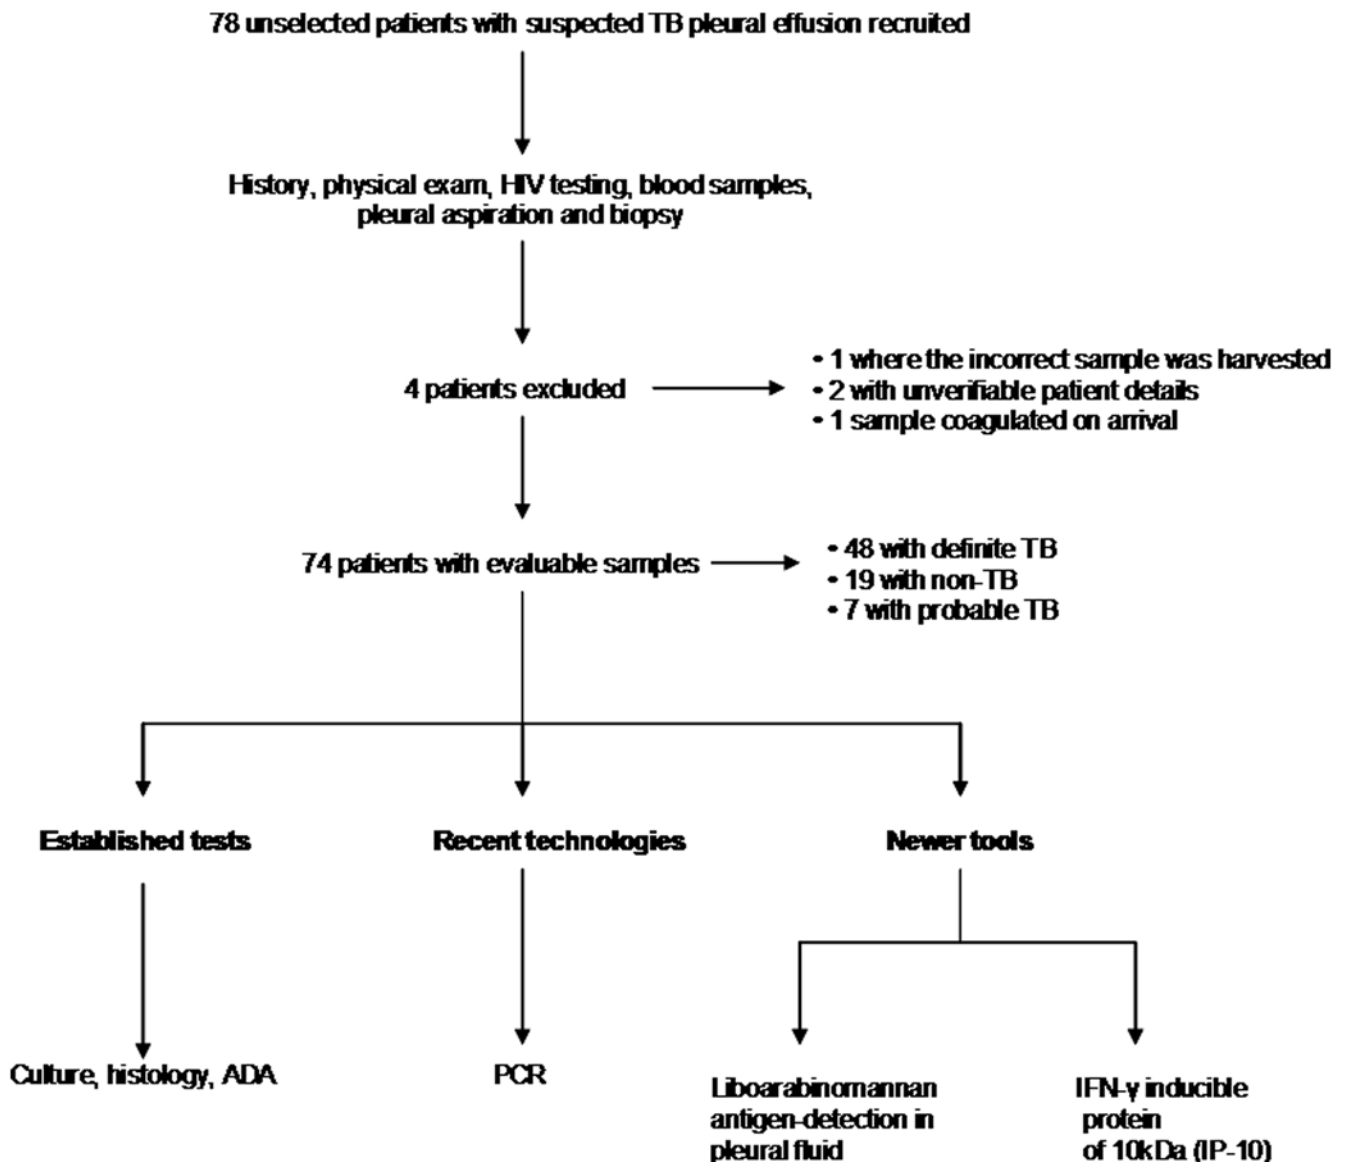 78 unselected patients with suspected TB pleural effusion recruited
History, physical exam, HIV testing, blood samples,
pleural aspiration and biopsy
4 patients excluded
• 1 where the incorrect sample was harvested
• 2 with unverifiable patient details
• 1 sample coagulated on arrival
74 patients with evaluable samples
• 48 with definite TB
• 19 with non-TB
• 7 with probable TB
Established tests
Recent technologies
Newer tools
Culture, histology, ADA
PCR
Liboarabinomannan
antigen-detection in
pleural fluid
IFN-γ inducible
protein
of 10kDa (IP-10)